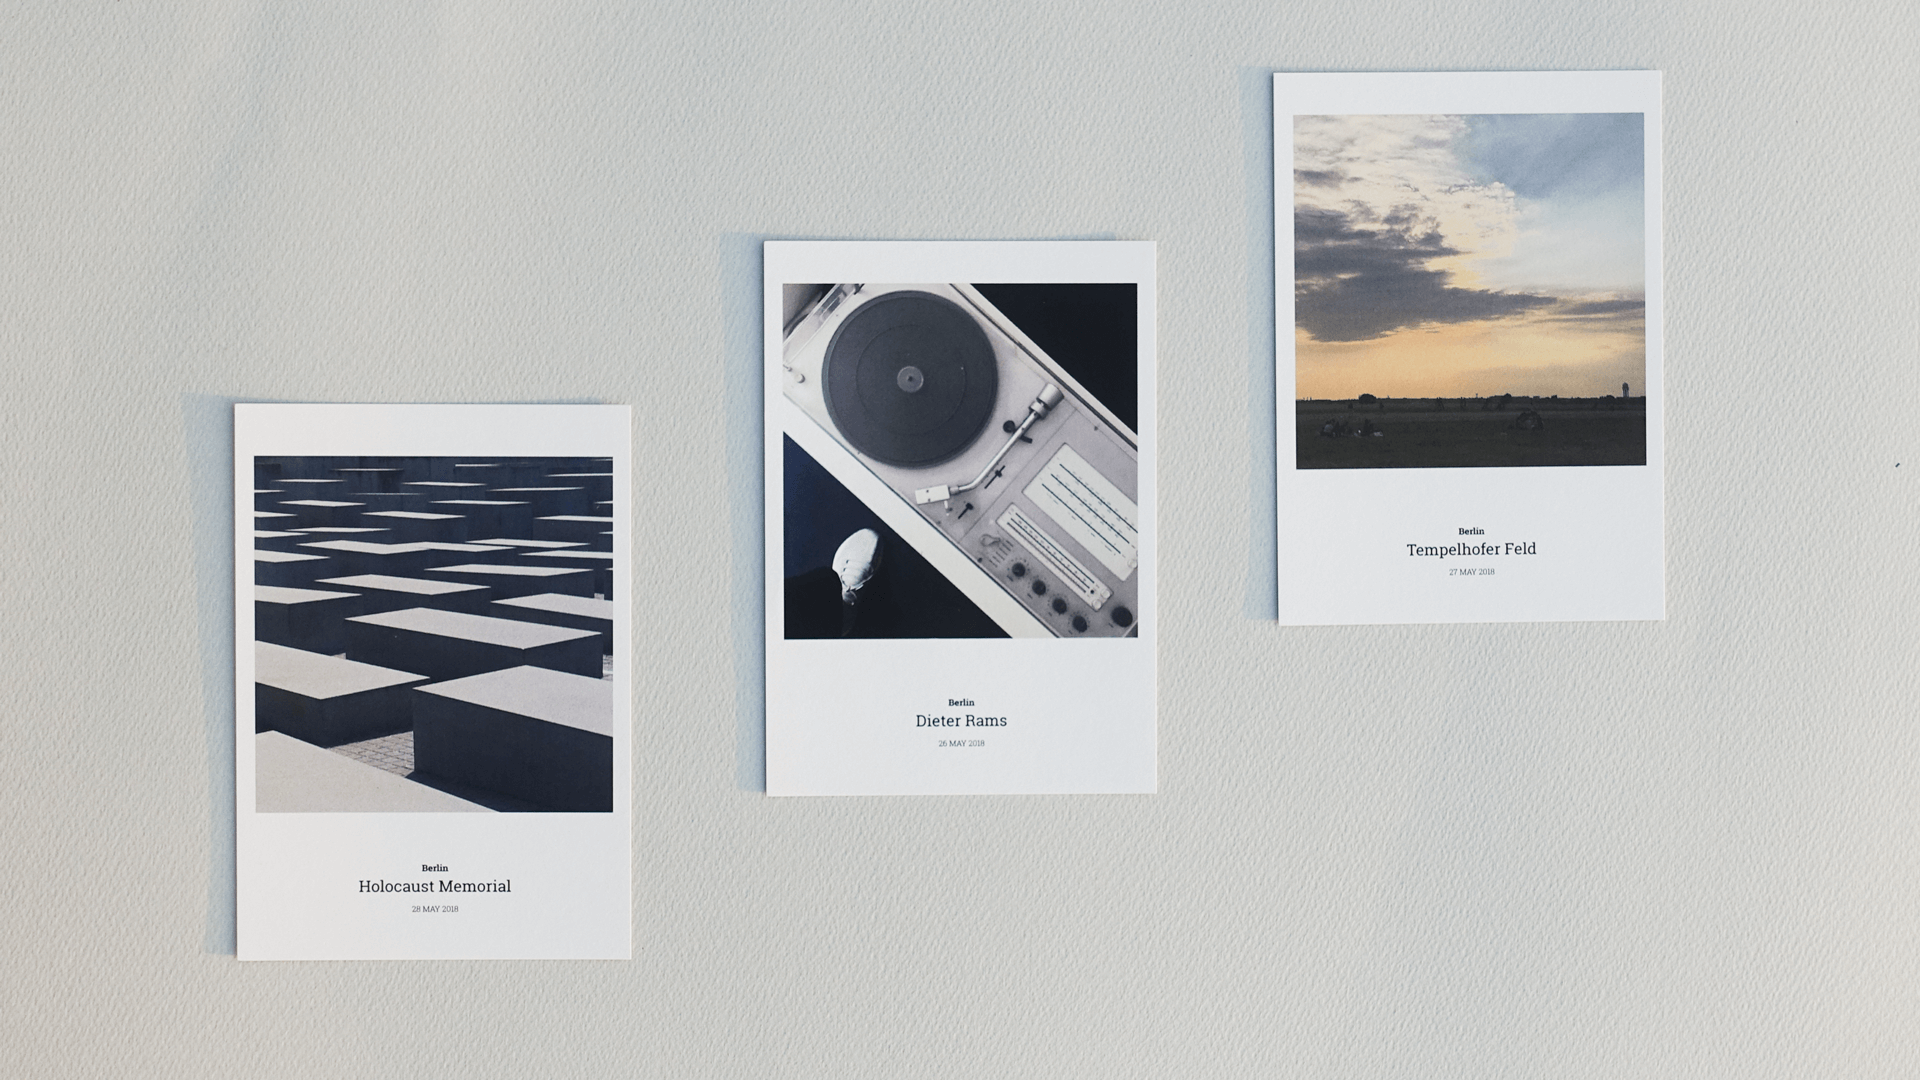 Berlin
Holocaust Memorial
28 MAY 2018
Berlin
Dieter Rams
26 MAY 2018
Berlin
Tempelhofer Feld
27 MAY 2018